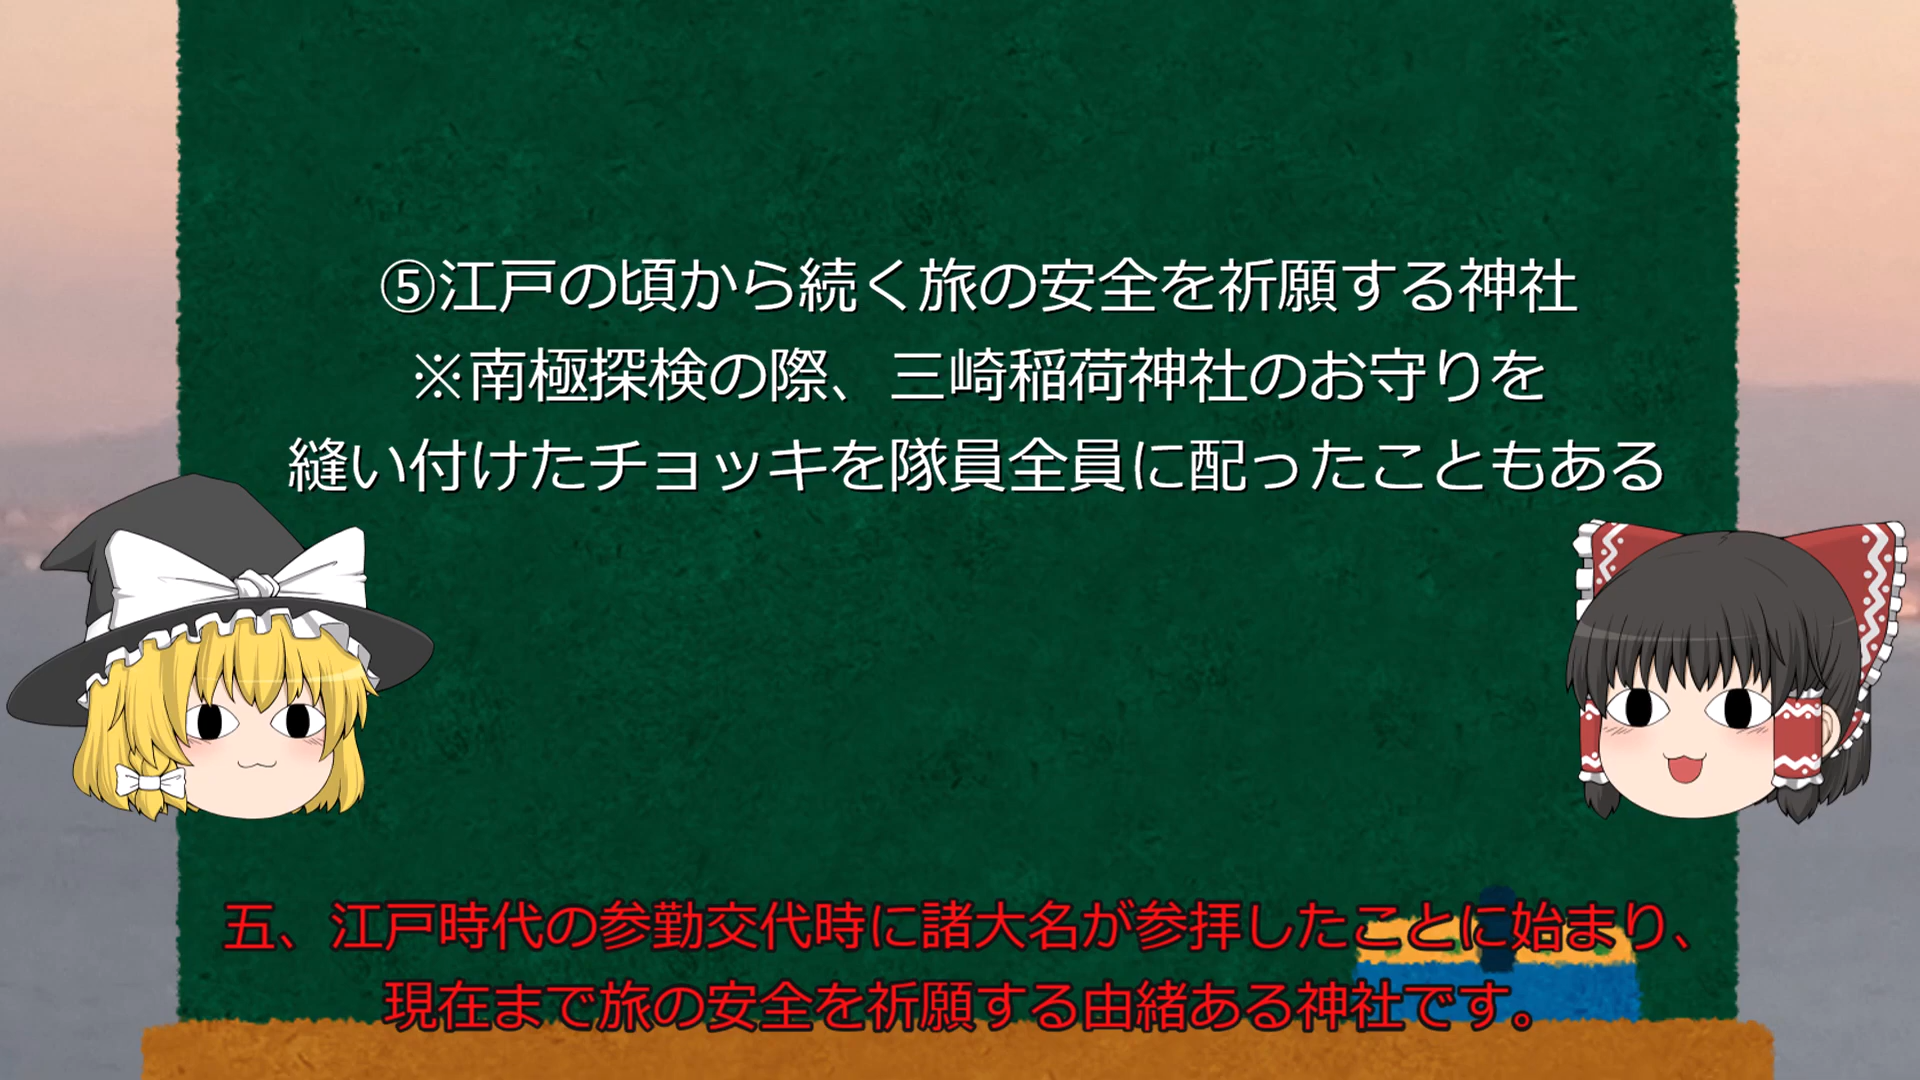 ⑤江戸の頃から続く旅の安全を祈願する神社
※南極探検の際、三崎稲荷神社のお守りを
縫い付けたチョッキを隊員全員に配ったこともある
五、江戸時代の参勤交代時に諸大名が参拝したことに始まり、
現在まで旅の安全を祈願する由緒ある神社です。